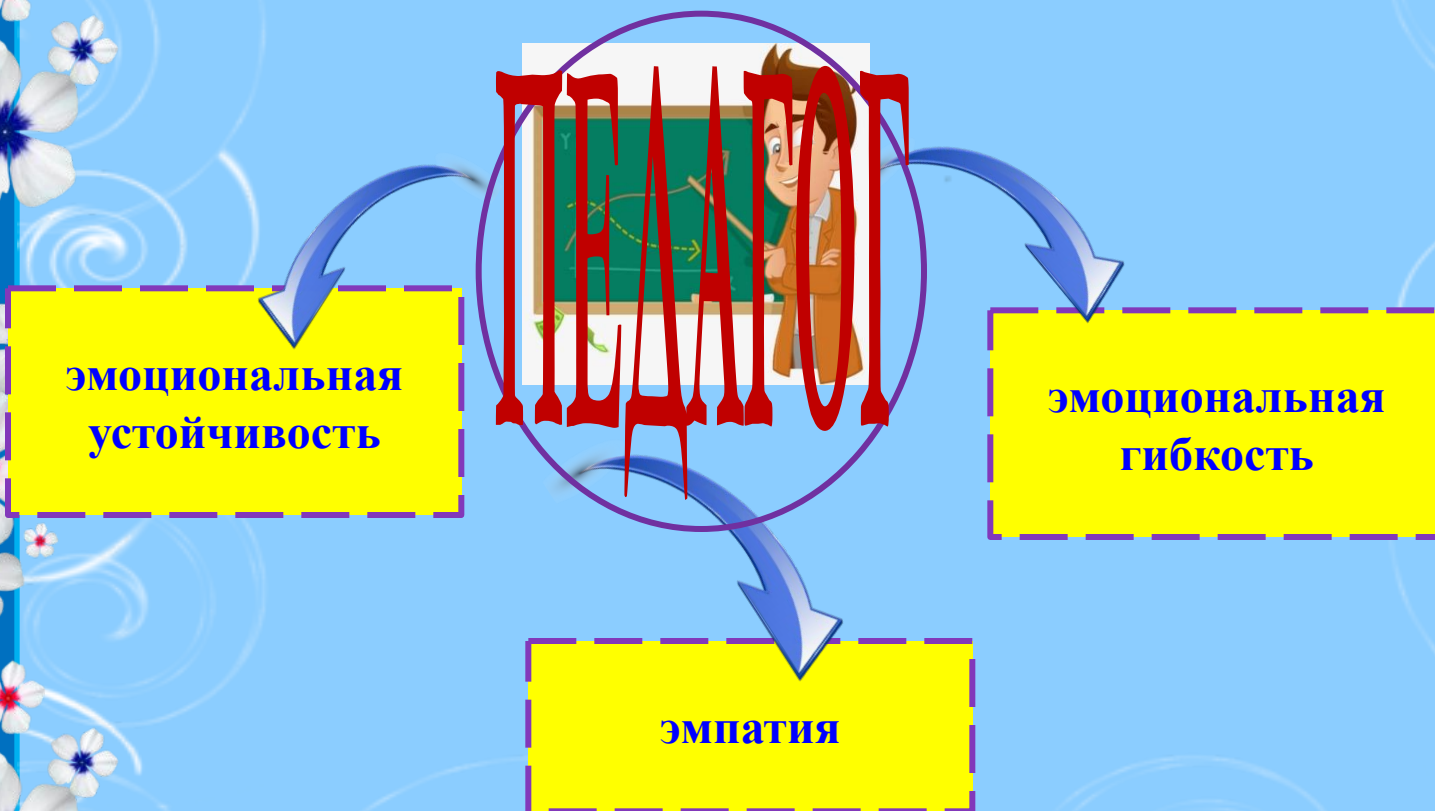 ПЕДАГОГ
эмоциональная
устойчивость
эмоциональная
гибкость
эмпатия